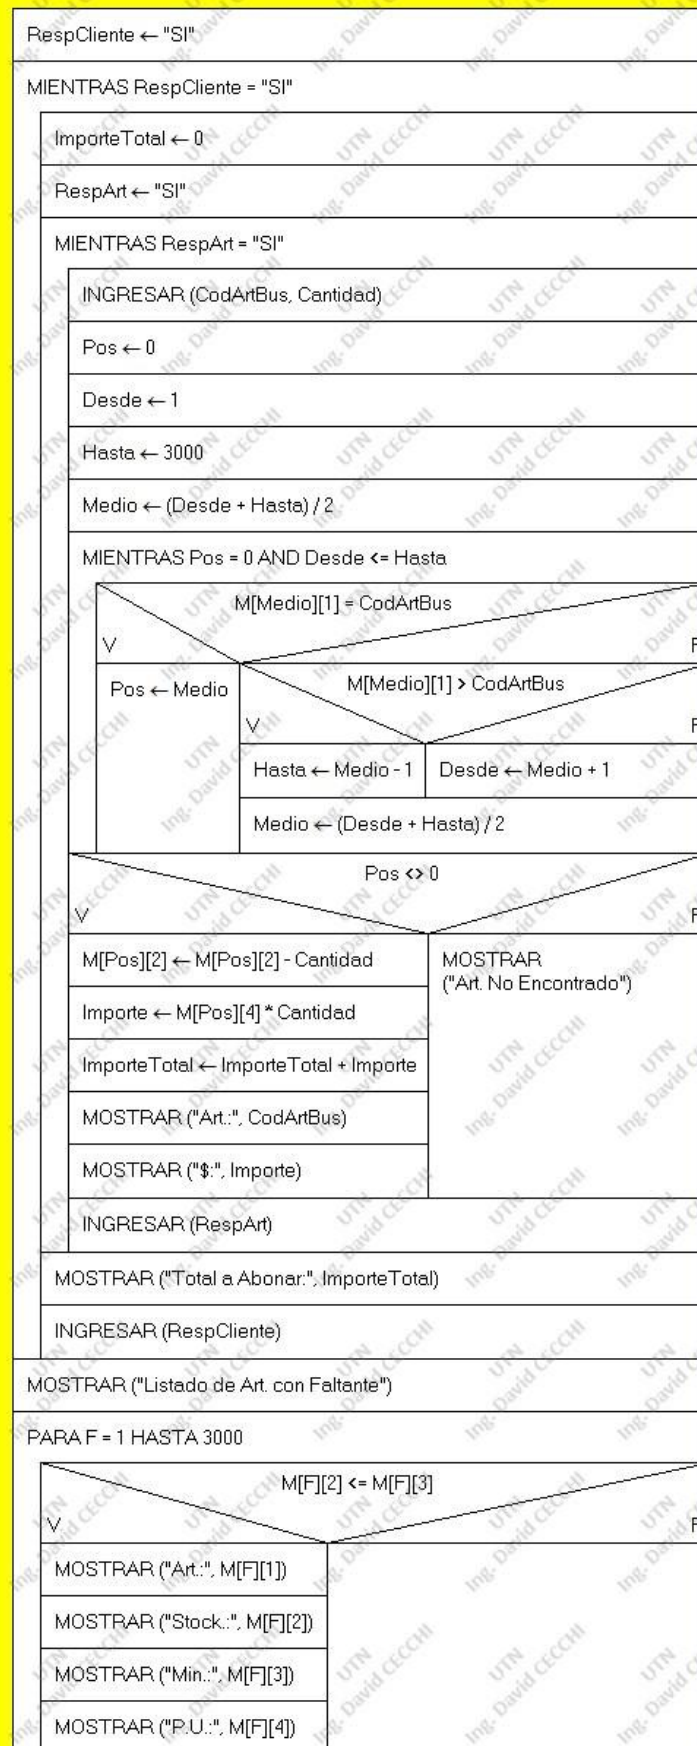 RespCliente ← "SI"
MIENTRAS RespCliente = "SI"
ImporteTotal ← 0
RespArt ← "SI"
MIENTRAS RespArt = "SI"
INGRESAR (CodArtBus, Cantidad)
Pos ← 0
Desde ← 1
Hasta ← 3000
Medio ← (Desde + Hasta) / 2
MIENTRAS Pos = 0 AND Desde <= Hasta
M[Medio][1] = CodArtBus
V F
Pos ← Medio
M[Medio][1] > CodArtBus
V F
Hasta ← Medio - 1
Desde ← Medio + 1
Medio ← (Desde + Hasta) / 2
Pos <> 0
V F
M[Pos][2] ← M[Pos][2] - Cantidad
Importe ← M[Pos][4] * Cantidad
ImporteTotal ← ImporteTotal + Importe
MOSTRAR ("Art.:", CodArtBus)
MOSTRAR ("$:", Importe)
MOSTRAR
("Art. No Encontrado")
INGRESAR (RespArt)
MOSTRAR ("Total a Abonar:", ImporteTotal)
INGRESAR (RespCliente)
MOSTRAR ("Listado de Art. con Faltante")
PARA F = 1 HASTA 3000
M[F][2] <= M[F][3]
V F
MOSTRAR ("Art.:", M[F][1])
MOSTRAR ("Stock.:", M[F][2])
MOSTRAR ("Min.:", M[F][3])
MOSTRAR ("P.U.:", M[F][4])
UTN
Ing. David CECCHI